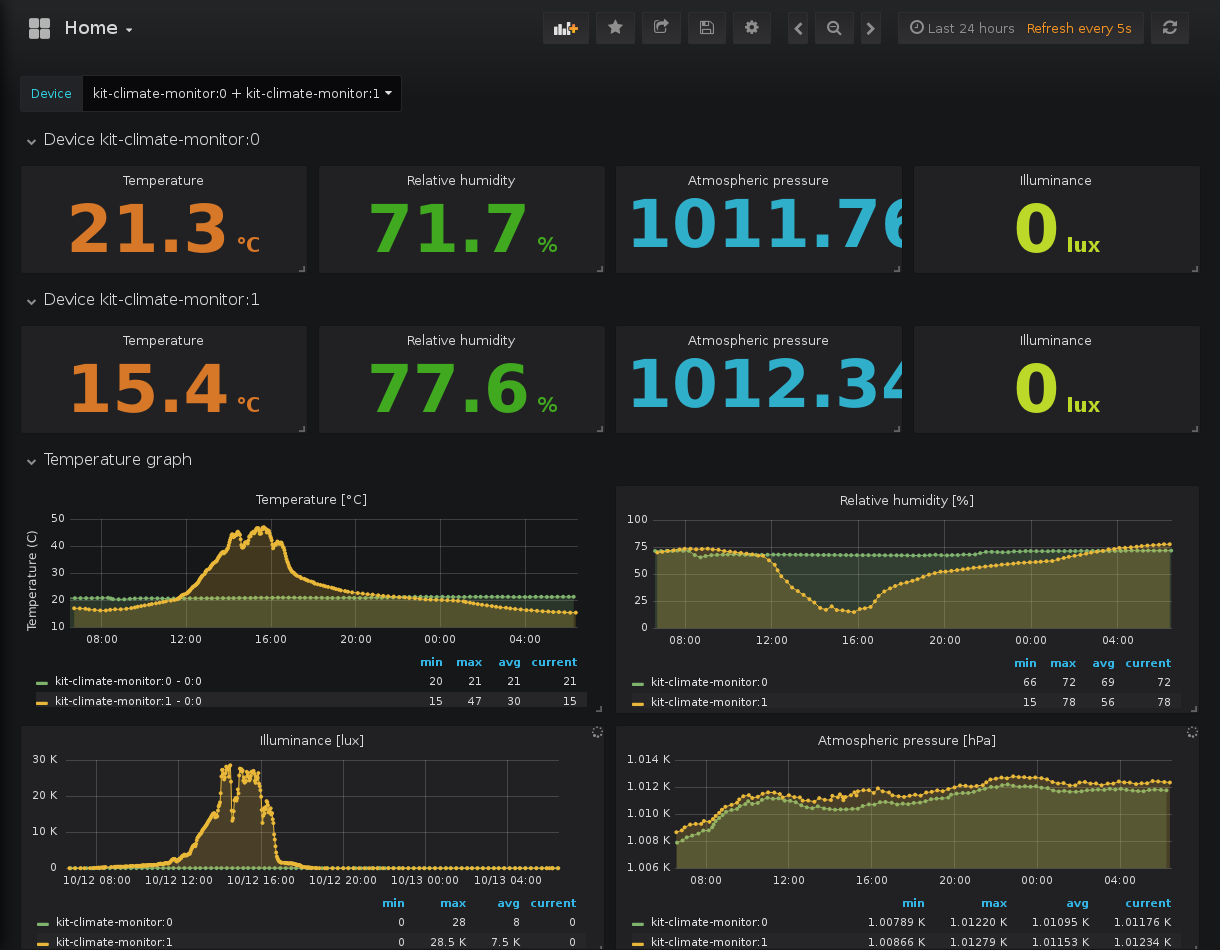 Home
Last 24 hours Refresh every 5s
Device kit-climate-monitor:0 + kit-climate-monitor:1
Device kit-climate-monitor:0
Temperature Relative humidity Atmospheric pressure Illuminance
21.3 °C 71.7 % 1011.76 0 lux
Device kit-climate-monitor:1
Temperature Relative humidity Atmospheric pressure Illuminance
15.4 °C 77.6 % 1012.34 0 lux
Temperature graph
Temperature [°C]
Temperature (C)
50
40
30
20
10
08:00 12:00 16:00 20:00 00:00 04:00
min max avg current
kit-climate-monitor:0 - 0:0 20 21 21 21
kit-climate-monitor:1 - 0:0 15 47 30 15
Relative humidity [%]
100
75
50
25
0
08:00 12:00 16:00 20:00 00:00 04:00
min max avg current
kit-climate-monitor:0 66 72 69 72
kit-climate-monitor:1 15 78 56 78
Illuminance [lux]
30 K
20 K
10 K
0
10/12 08:00 10/12 12:00 10/12 16:00 10/12 20:00 10/13 00:00 10/13 04:00
min max avg current
kit-climate-monitor:0 0 28 8 0
kit-climate-monitor:1 0 28.5 K 7.5 K 0
Atmospheric pressure [hPa]
1.014 K
1.012 K
1.010 K
1.008 K
1.006 K
08:00 12:00 16:00 20:00 00:00 04:00
min max avg current
kit-climate-monitor:0 1.00789 K 1.01220 K 1.01095 K 1.01176 K
kit-climate-monitor:1 1.00866 K 1.01279 K 1.01153 K 1.01234 K